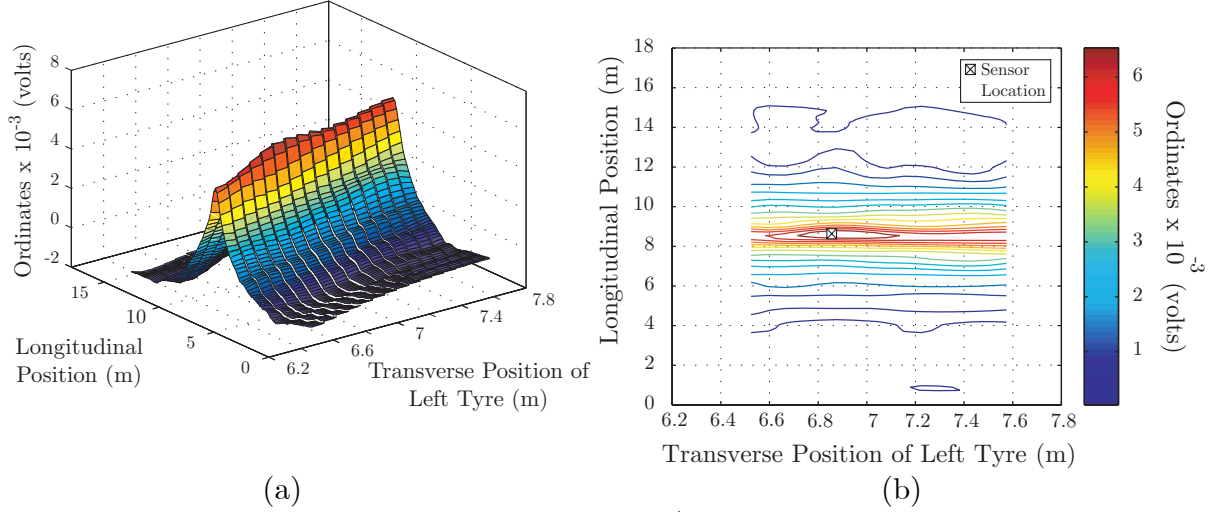 8
6
4
2
0
-2
Ordinates x 10⁻³ (volts)
15
10
5
0
Longitudinal
Position (m)
6.2
6.6
7
7.4
7.8
Transverse Position of
Left Tyre (m)
(a)
18
16
14
12
10
8
6
4
2
0
Longitudinal Position (m)
6.2 6.4 6.6 6.8 7 7.2 7.4 7.6 7.8
Transverse Position of Left Tyre (m)
Sensor
Location
6
5
4
3
2
1
Ordinates x 10⁻³ (volts)
(b)